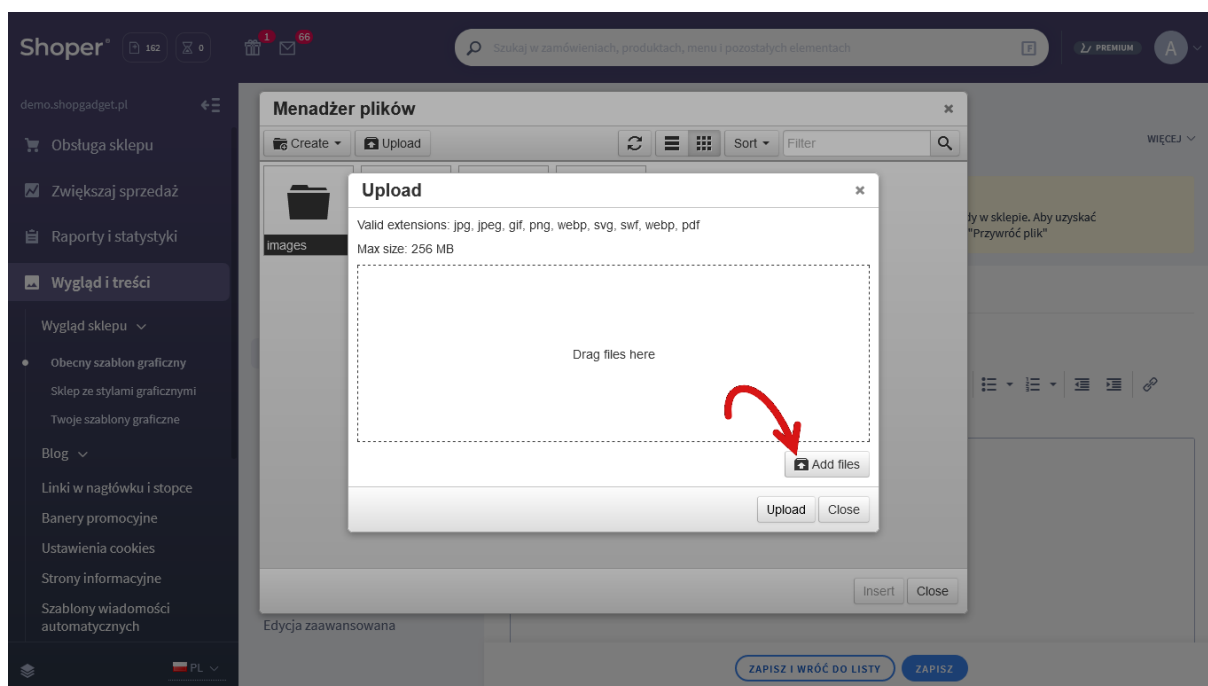 Shoper®
162
0
1
66
Szukaj w zamówieniach, produktach, menu i pozostałych elementach
F
PREMIUM
A
demo.shopgadget.pl
Obsługa sklepu
Zwiększaj sprzedaż
Raporty i statystyki
Wygląd i treści
Wygląd sklepu
Obecny szablon graficzny
Sklep ze stylami graficznymi
Twoje szablony graficzne
Blog
Linki w nagłówku i stopce
Banery promocyjne
Ustawienia cookies
Strony informacyjne
Szablony wiadomości
automatycznych
PL
WIĘCEJ
w sklepie. Aby uzyskać
"Przywróć plik"
Menadżer plików
Create
Upload
Sort
Filter
images
Upload
Valid extensions: jpg, jpeg, gif, png, webp, svg, swf, webp, pdf
Max size: 256 MB
Drag files here
Add files
Upload
Close
Insert
Close
Edycja zaawansowana
ZAPISZ I WRÓĆ DO LISTY
ZAPISZ